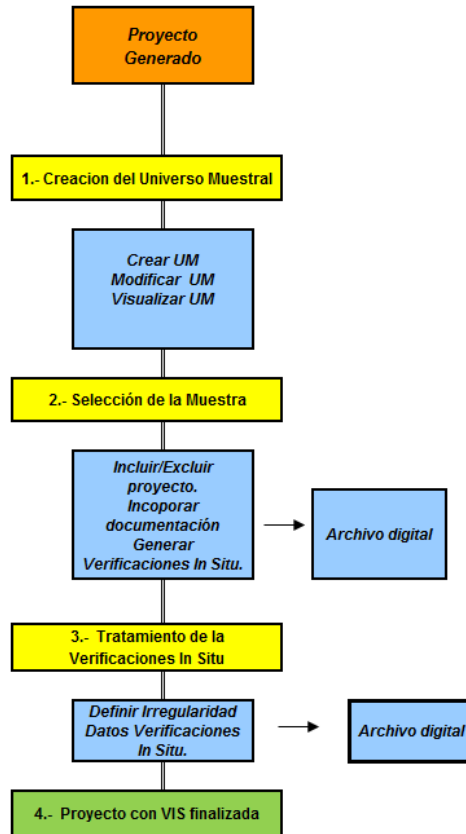 Proyecto
Generado
1.- Creacion del Universo Muestral
Crear UM
Modificar UM
Visualizar UM
2.- Selección de la Muestra
Incluir/Excluir
proyecto.
Incoporar
documentación
Generar
Verificaciones In Situ.
Archivo digital
3.- Tratamiento de la
Verificaciones In Situ
Definir Irregularidad
Datos Verificaciones
In Situ.
Archivo digital
4.- Proyecto con VIS finalizada